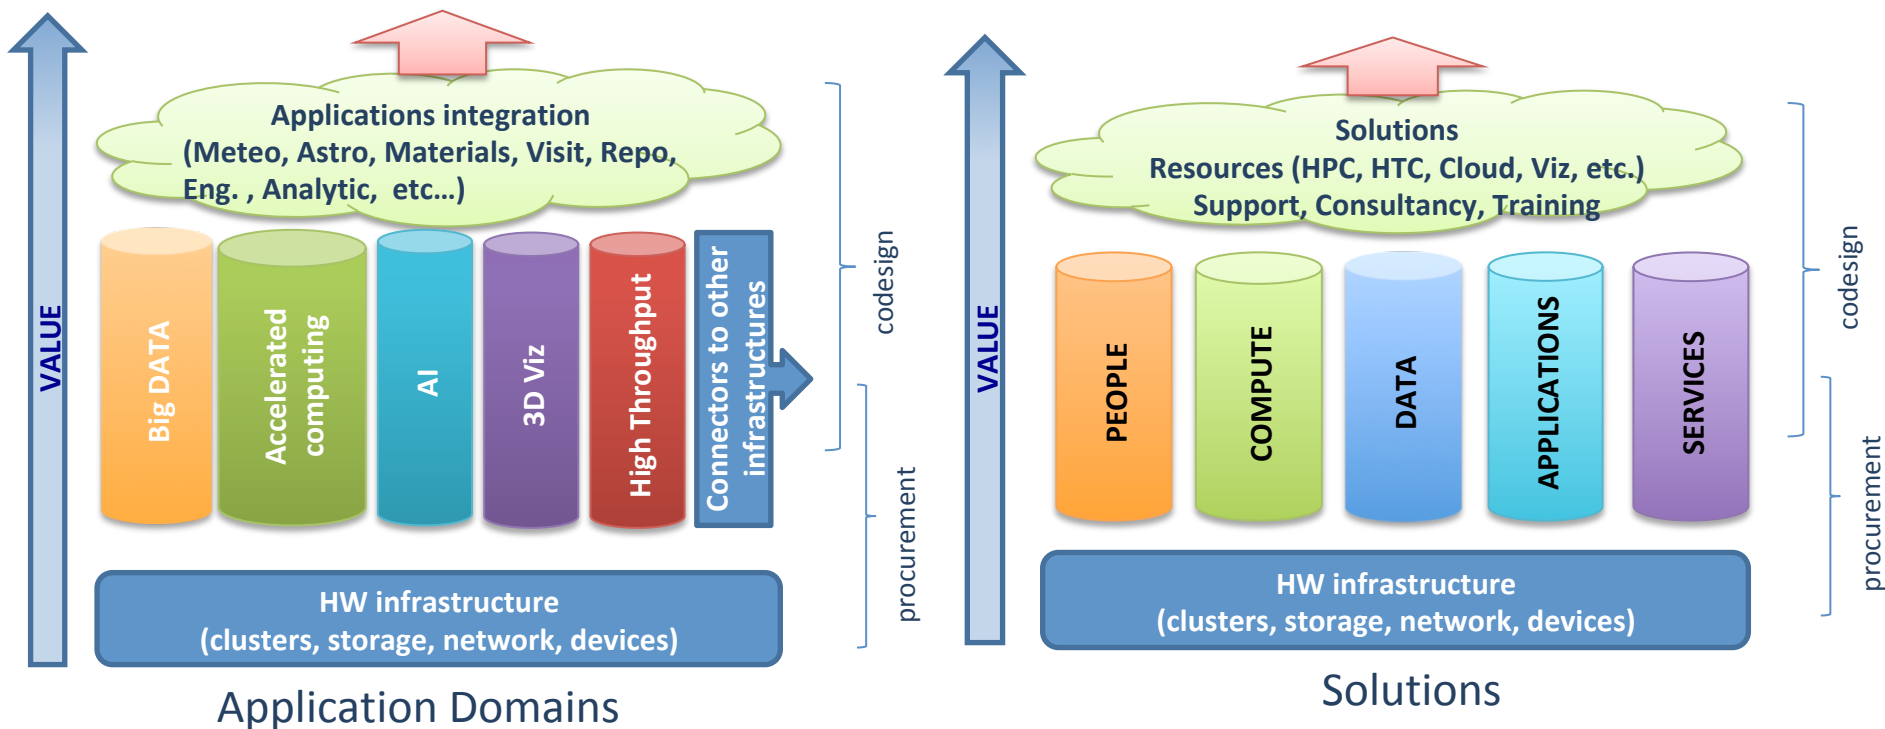 VALUE
Applications integration
(Meteo, Astro, Materials, Visit, Repo,
Eng. , Analytic, etc...)
Big DATA
Accelerated
computing
AI
3D Viz
High Throughput
Connectors to other
infrastructures
codesign
procurement
HW infrastructure
(clusters, storage, network, devices)
Application Domains
VALUE
Solutions
Resources (HPC, HTC, Cloud, Viz, etc.)
Support, Consultancy, Training
PEOPLE
COMPUTE
DATA
APPLICATIONS
SERVICES
codesign
procurement
HW infrastructure
(clusters, storage, network, devices)
Solutions